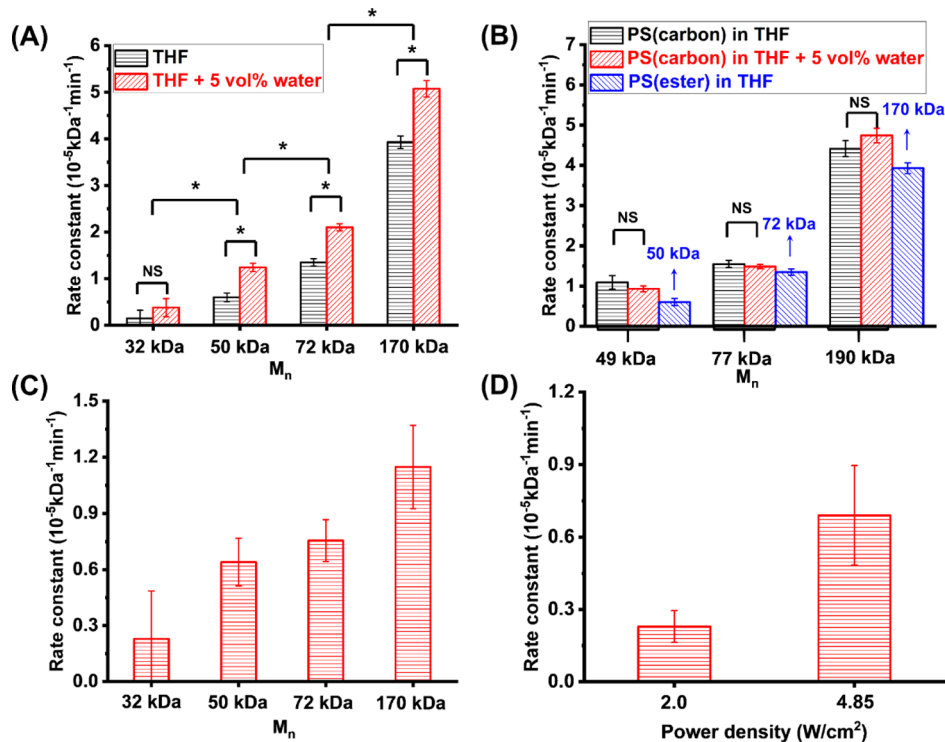 (A)
Rate constant (10⁻⁵kDa⁻¹min⁻¹)
6
5
4
3
2
1
0
THF
THF + 5 vol% water
NS
*
*
*
*
*
*
32 kDa
50 kDa
72 kDa
170 kDa
Mₙ
(B)
Rate constant (10⁻⁵kDa⁻¹min⁻¹)
7
6
5
4
3
2
1
0
PS(carbon) in THF
PS(carbon) in THF + 5 vol% water
PS(ester) in THF
NS
NS
NS
50 kDa
72 kDa
170 kDa
49 kDa
77 kDa
190 kDa
Mₙ
(C)
Rate constant (10⁻⁵kDa⁻¹min⁻¹)
1.5
1.2
0.9
0.6
0.3
0.0
32 kDa
50 kDa
72 kDa
170 kDa
Mₙ
(D)
Rate constant (10⁻⁵kDa⁻¹min⁻¹)
1.2
0.9
0.6
0.3
0.0
2.0
4.85
Power density (W/cm²)